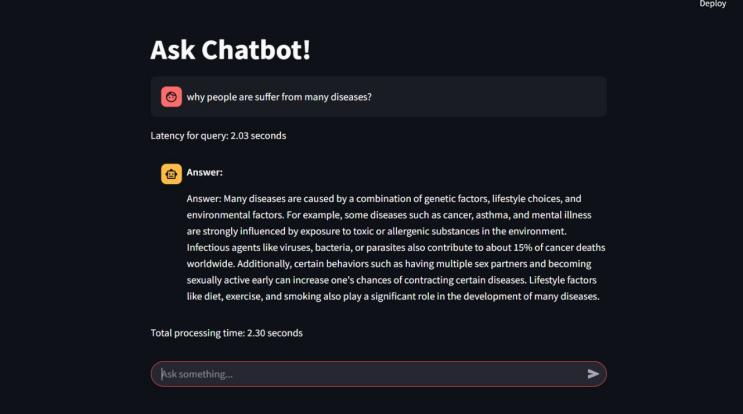 Deploy
Ask Chatbot!
why people are suffer from many diseases?
Latency for query: 2.03 seconds
Answer:
Answer: Many diseases are caused by a combination of genetic factors, lifestyle choices, and
environmental factors. For example, some diseases such as cancer, asthma, and mental illness
are strongly influenced by exposure to toxic or allergenic substances in the environment.
Infectious agents like viruses, bacteria, or parasites also contribute to about 15% of cancer deaths
worldwide. Additionally, certain behaviors such as having multiple sex partners and becoming
sexually active early can increase one's chances of contracting certain diseases. Lifestyle factors
like diet, exercise, and smoking also play a significant role in the development of many diseases.
Total processing time: 2.30 seconds
Ask something...